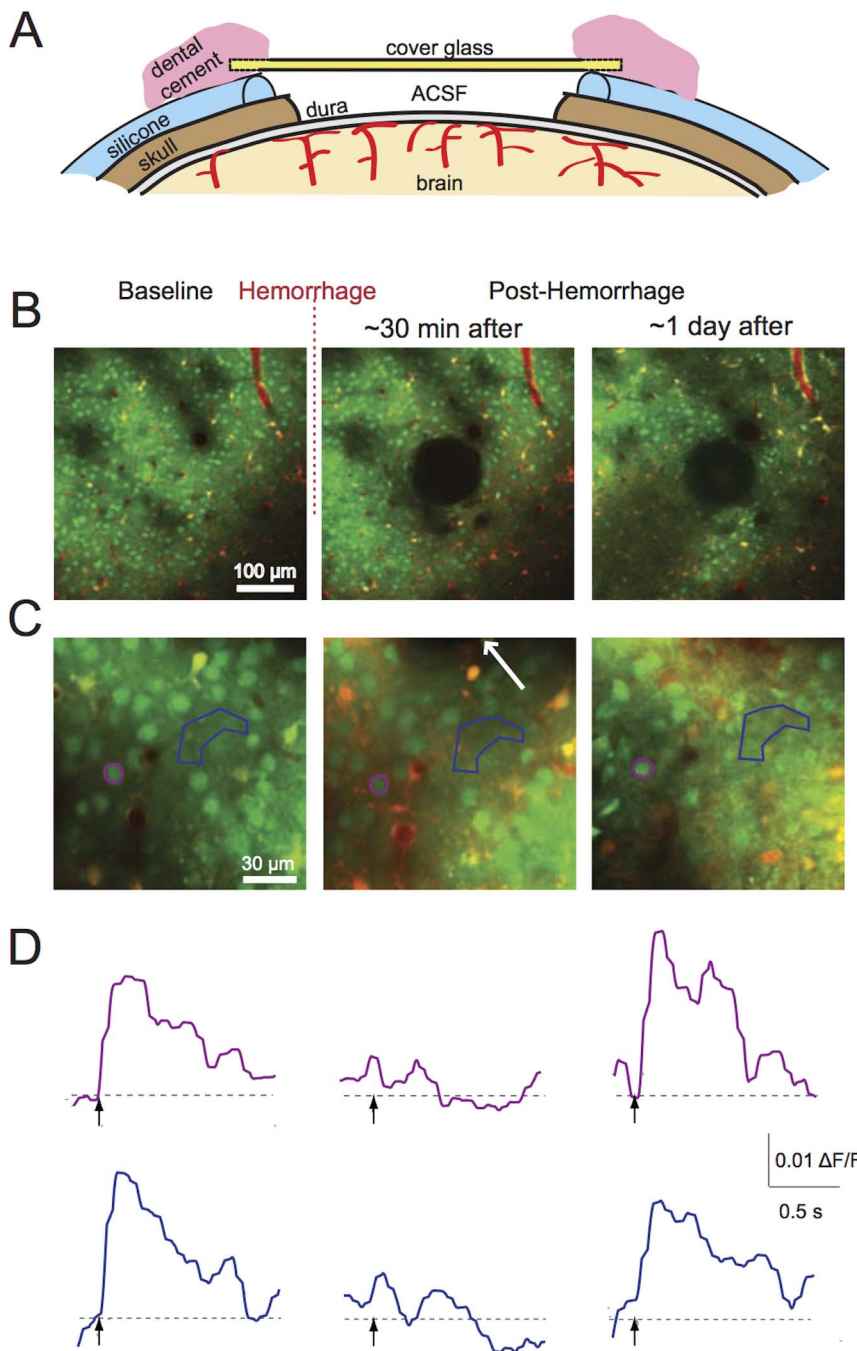 A
dental
cement
cover glass
ACSF
dura
silicone
skull
brain
Baseline
Hemorrhage
Post-Hemorrhage
B
~30 min after
~1 day after
100 µm
C
30 µm
D
0.01 ΔF/F
0.5 s